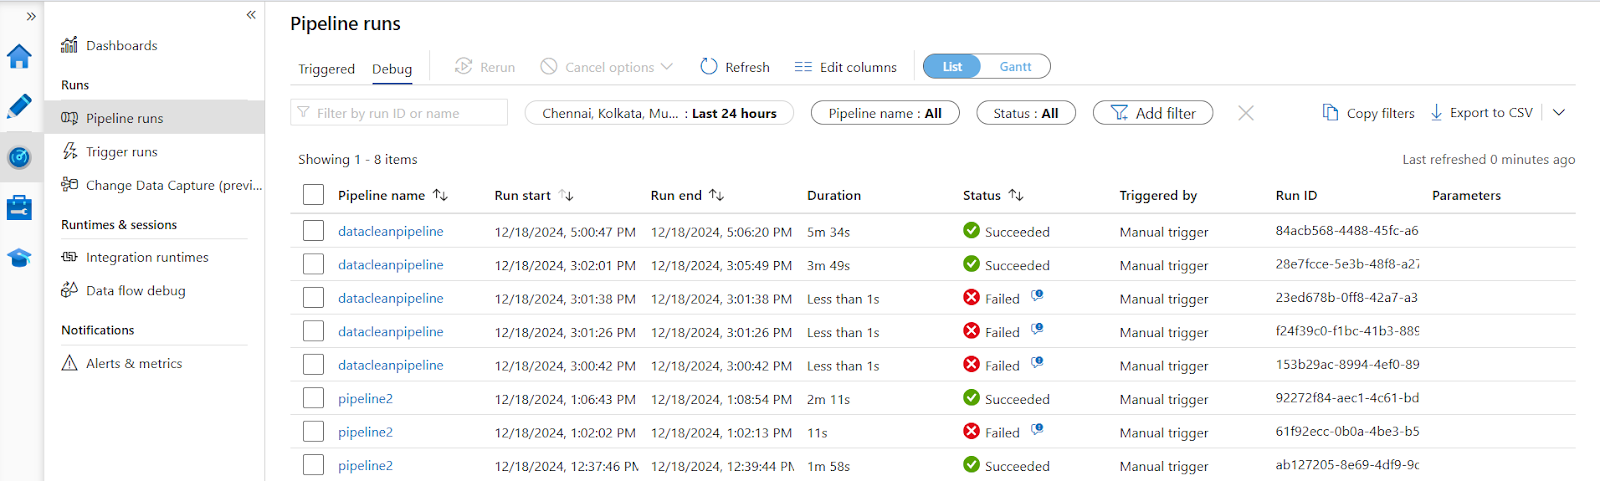 Pipeline runs
Dashboards
Triggered Debug Rerun Cancel options Refresh Edit columns List Gantt
Runs
Pipeline runs
Filter by run ID or name Chennai, Kolkata, Mu... : Last 24 hours Pipeline name : All Status : All Add filter Copy filters Export to CSV
Trigger runs
Showing 1 - 8 items Last refreshed 0 minutes ago
Change Data Capture (previ...
Pipeline name Run start Run end Duration Status Triggered by Run ID Parameters
Runtimes & sessions
datacleanpipeline 12/18/2024, 5:00:47 PM 12/18/2024, 5:06:20 PM 5m 34s Succeeded Manual trigger 84acb568-4488-45fc-a6
Integration runtimes
datacleanpipeline 12/18/2024, 3:02:01 PM 12/18/2024, 3:05:49 PM 3m 49s Succeeded Manual trigger 28e7fcce-5e3b-48f8-a27
Data flow debug
datacleanpipeline 12/18/2024, 3:01:38 PM 12/18/2024, 3:01:38 PM Less than 1s Failed Manual trigger 23ed678b-0ff8-42a7-a3
Notifications
datacleanpipeline 12/18/2024, 3:01:26 PM 12/18/2024, 3:01:26 PM Less than 1s Failed Manual trigger f24f39c0-f1bc-41b3-889
Alerts & metrics
datacleanpipeline 12/18/2024, 3:00:42 PM 12/18/2024, 3:00:42 PM Less than 1s Failed Manual trigger 153b29ac-8994-4ef0-89
pipeline2 12/18/2024, 1:06:43 PM 12/18/2024, 1:08:54 PM 2m 11s Succeeded Manual trigger 92272f84-aec1-4c61-bd
pipeline2 12/18/2024, 1:02:02 PM 12/18/2024, 1:02:13 PM 11s Failed Manual trigger 61f92ecc-0b0a-4be3-b5
pipeline2 12/18/2024, 12:37:46 PM 12/18/2024, 12:39:44 PM 1m 58s Succeeded Manual trigger ab127205-8e69-4df9-9c